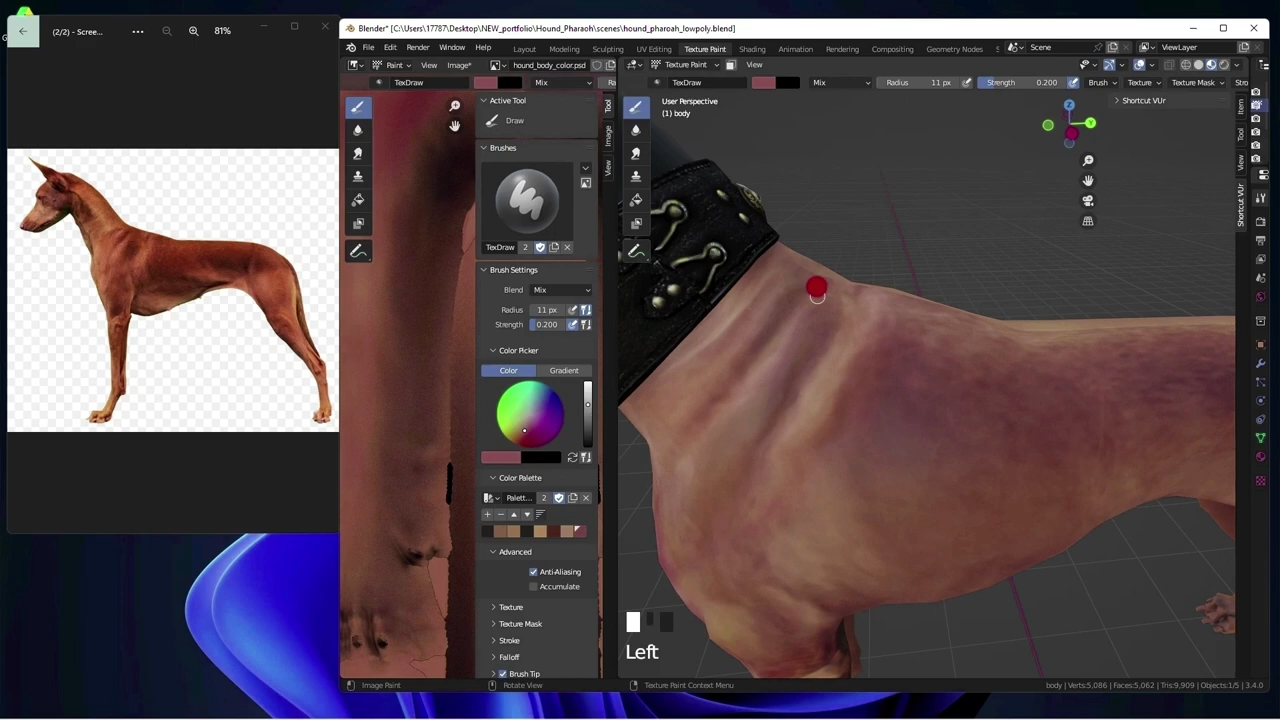 (2/2) - Scree...
81%
Blender* [C:\Users\17787\Desktop\NEW_portfolio\Hound_Pharaoh\scenes\hound_pharoah_lowpoly.blend]
File Edit Render Window Help Layout Modeling Sculpting UV Editing Texture Paint Shading Animation Rendering Compositing Geometry Nodes S Scene ViewLayer
Paint View Image* hound_body_color.psd Texture Paint View
TexDraw Mix Ra TexDraw Mix Radius 11 px Strength 0.200 Brush Texture Texture Mask Stro
Active Tool
Draw
Brushes
TexDraw 2
Brush Settings
Blend Mix
Radius 11 px
Strength 0.200
Color Picker
Color Gradient
Color Palette
Palett... 2
Advanced
Anti-Aliasing
Accumulate
Texture
Texture Mask
Stroke
Falloff
Brush Tip
Tool
Image
View
User Perspective
(1) body
Z
Y
Shortcut VUr
Item
Tool
View
Shortcut VUr
Left
Image Paint Rotate View Texture Paint Context Menu body | Verts:5,086 | Faces:5,062 | Tris:9,909 | Objects:1/5 | 3.4.0